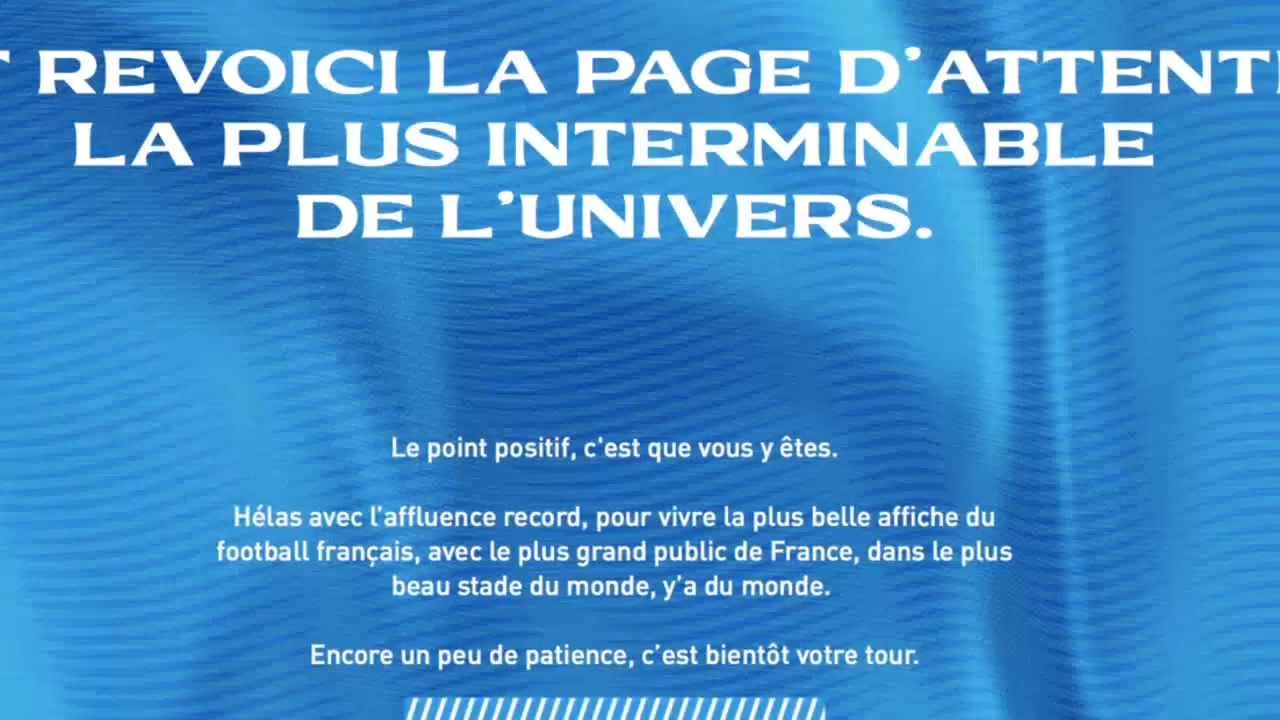 REVOICI LA PAGE D'ATTENT
LA PLUS INTERMINABLE
DE L'UNIVERS.
Le point positif, c'est que vous y êtes.
Hélas avec l'affluence record, pour vivre la plus belle affiche du
football français, avec le plus grand public de France, dans le plus
beau stade du monde, y'a du monde.
Encore un peu de patience, c'est bientôt votre tour.